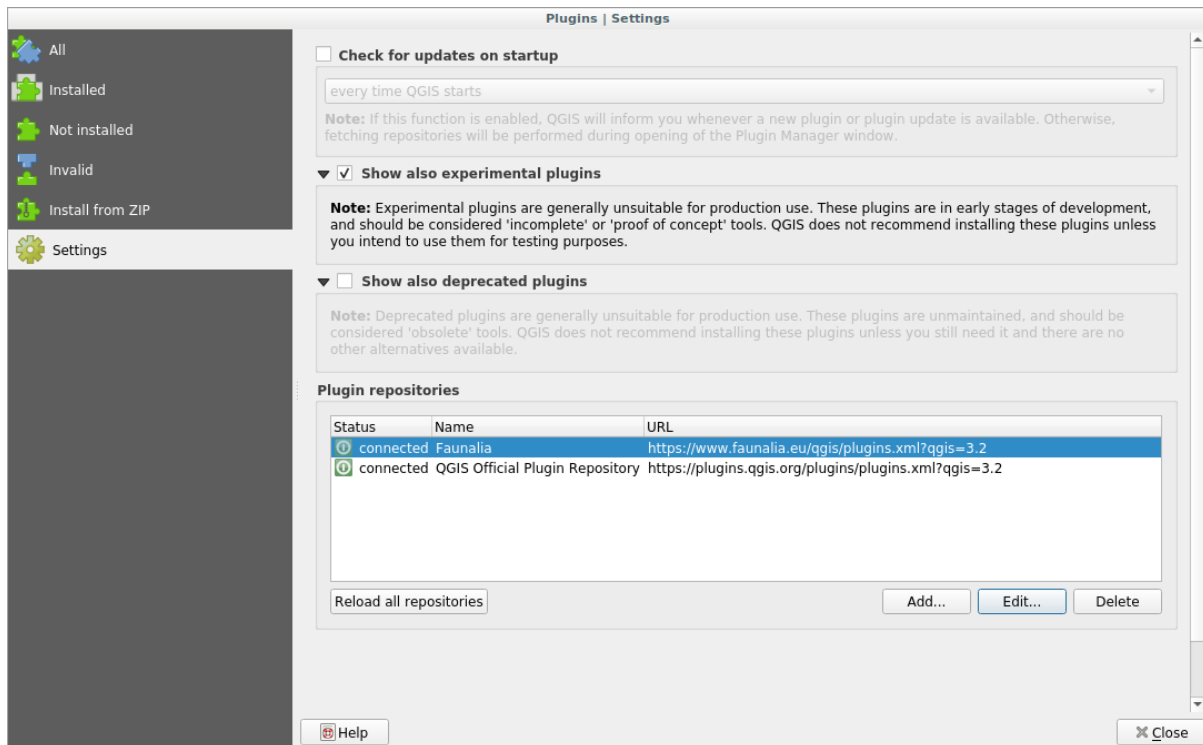 Plugins | Settings
All
Installed
Not installed
Invalid
Install from ZIP
Settings
Check for updates on startup
every time QGIS starts
Note: If this function is enabled, QGIS will inform you whenever a new plugin or plugin update is available. Otherwise,
fetching repositories will be performed during opening of the Plugin Manager window.
Show also experimental plugins
Note: Experimental plugins are generally unsuitable for production use. These plugins are in early stages of development,
and should be considered 'incomplete' or 'proof of concept' tools. QGIS does not recommend installing these plugins unless
you intend to use them for testing purposes.
Show also deprecated plugins
Note: Deprecated plugins are generally unsuitable for production use. These plugins are unmaintained, and should be
considered 'obsolete' tools. QGIS does not recommend installing these plugins unless you still need it and there are no
other alternatives available.
Plugin repositories
Status Name URL
connected Faunalia https://www.faunalia.eu/qgis/plugins.xml?qgis=3.2
connected QGIS Official Plugin Repository https://plugins.qgis.org/plugins/plugins.xml?qgis=3.2
Reload all repositories Add... Edit... Delete
Help Close